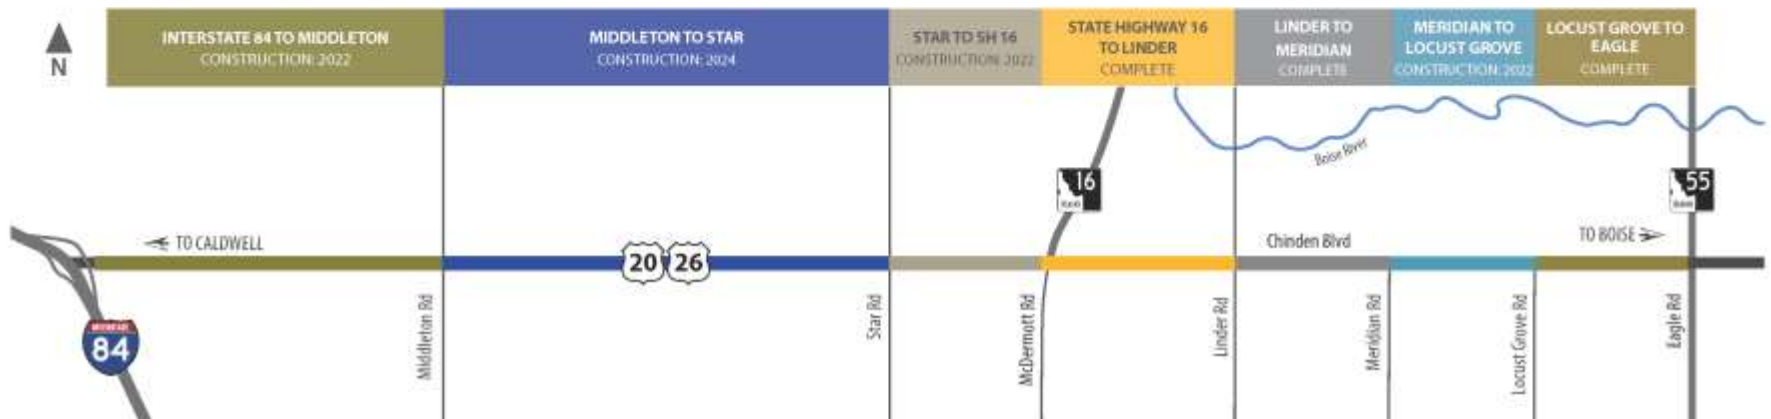 N
INTERSTATE 84 TO MIDDLETON
CONSTRUCTION: 2022
MIDDLETON TO STAR
CONSTRUCTION: 2024
STAR TO SH 16
CONSTRUCTION: 2022
STATE HIGHWAY 16
TO LINDER
COMPLETE
LINDER TO
MERIDIAN
COMPLETE
MERIDIAN TO
LOCUST GROVE
CONSTRUCTION: 2022
LOCUST GROVE TO
EAGLE
COMPLETE
Boise River
16
55
TO CALDWELL
20
26
Chinden Blvd
TO BOISE
INTERSTATE
84
Middleton Rd
Star Rd
McDermott Rd
Linder Rd
Meridian Rd
Locust Grove Rd
Eagle Rd